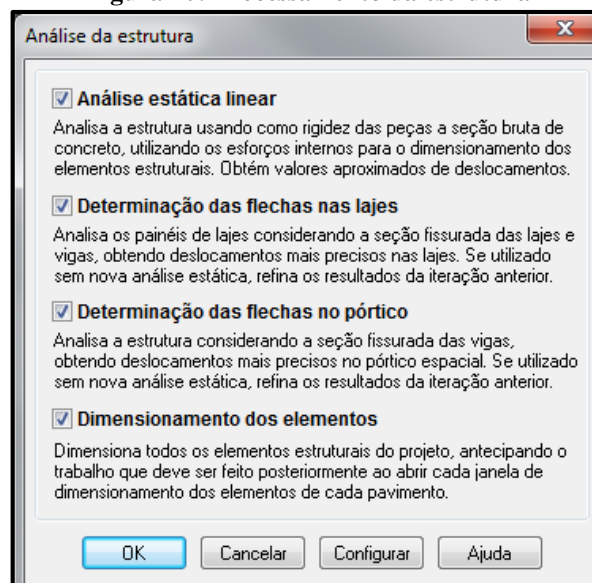 Análise da estrutura
Análise estática linear
Analisa a estrutura usando como rigidez das peças a seção bruta de
concreto, utilizando os esforços internos para o dimensionamento dos
elementos estruturais. Obtém valores aproximados de deslocamentos.
Determinação das flechas nas lajes
Analisa os painéis de lajes considerando a seção fissurada das lajes e
vigas, obtendo deslocamentos mais precisos nas lajes. Se utilizado
sem nova análise estática, refina os resultados da iteração anterior.
Determinação das flechas no pórtico
Analisa a estrutura considerando a seção fissurada das vigas,
obtendo deslocamentos mais precisos no pórtico espacial. Se utilizado
sem nova análise estática, refina os resultados da iteração anterior.
Dimensionamento dos elementos
Dimensiona todos os elementos estruturais do projeto, antecipando o
trabalho que deve ser feito posteriormente ao abrir cada janela de
dimensionamento dos elementos de cada pavimento.
OK Cancelar Configurar Ajuda